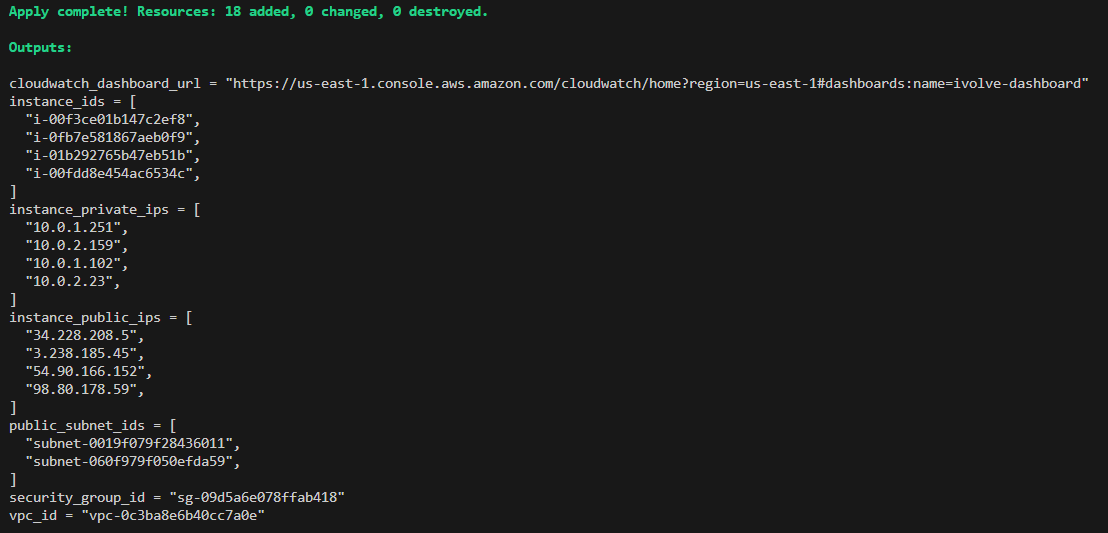 Apply complete! Resources: 18 added, 0 changed, 0 destroyed.
Outputs:
cloudwatch_dashboard_url = "https://us-east-1.console.aws.amazon.com/cloudwatch/home?region=us-east-1#dashboards:name=ivolve-dashboard"
instance_ids = [
  "i-00f3ce01b147c2ef8",
  "i-0fb7e581867aeb0f9",
  "i-01b292765b47eb51b",
  "i-00fdd8e454ac6534c",
]
instance_private_ips = [
  "10.0.1.251",
  "10.0.2.159",
  "10.0.1.102",
  "10.0.2.23",
]
instance_public_ips = [
  "34.228.208.5",
  "3.238.185.45",
  "54.90.166.152",
  "98.80.178.59",
]
public_subnet_ids = [
  "subnet-0019f079f28436011",
  "subnet-060f979f050efda59",
]
security_group_id = "sg-09d5a6e078ffab418"
vpc_id = "vpc-0c3ba8e6b40cc7a0e"